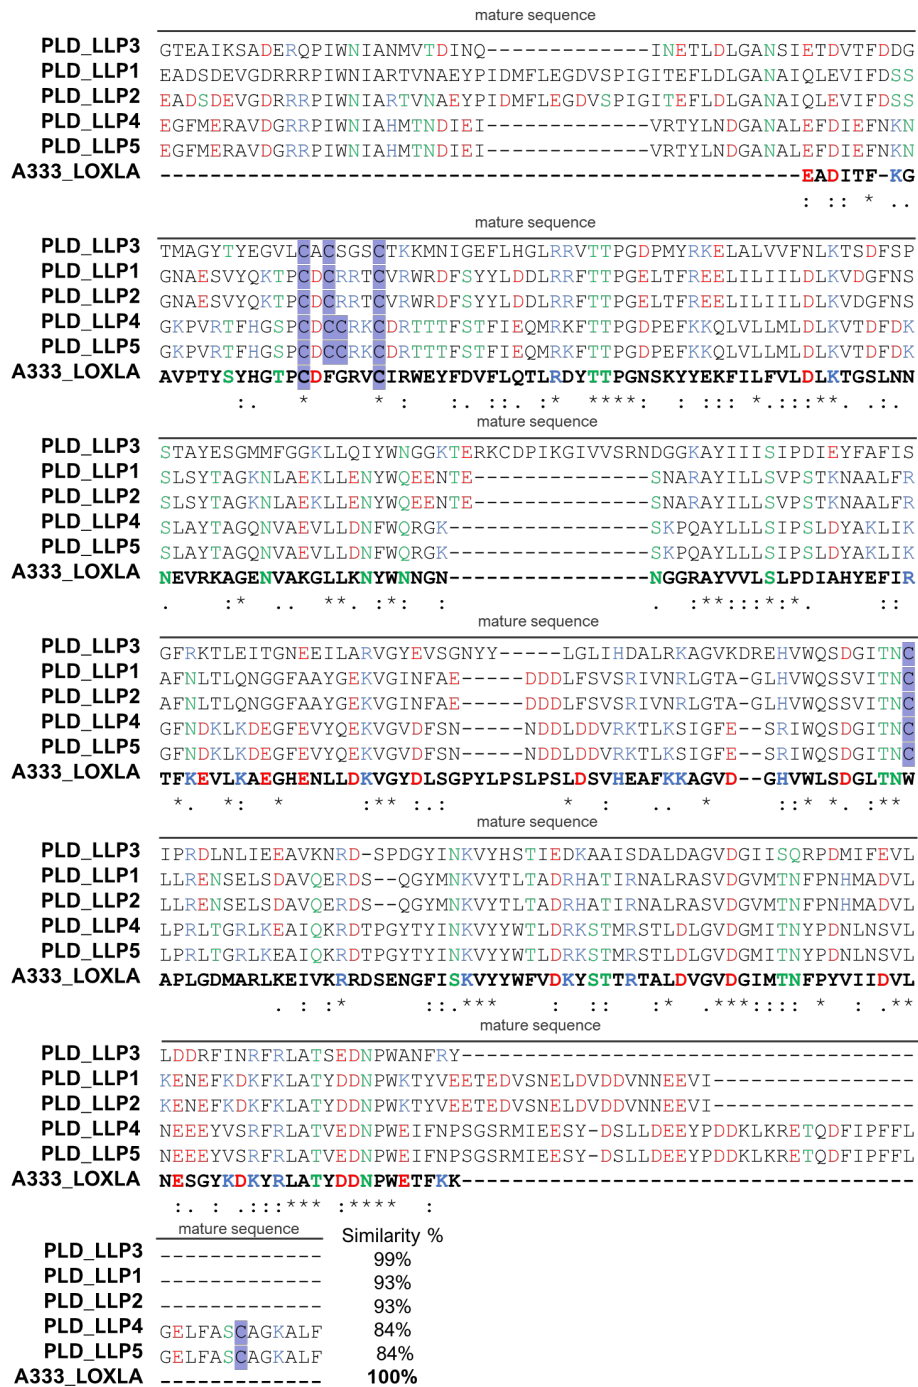 mature sequence
PLD_LLP3 GTEAIKSADERQPIWNIANMVTDINQ-------------INETLDLGANSIETDVTFDDG
PLD_LLP1 EADSDEVGDRRRPIWNIARTVNAEYPIDMFLEGDVSPIGITEFLDLGANAIQLEVIFDSS
PLD_LLP2 EADSDEVGDRRRPIWNIARTVNAEYPIDMFLEGDVSPIGITEFLDLGANAIQLEVIFDSS
PLD_LLP4 EGFMERAVDGRRPIWNIAHMTNDIEI-------------VRTYLNDGANALEFDIEFNKN
PLD_LLP5 EGFMERAVDGRRPIWNIAHMTNDIEI-------------VRTYLNDGANALEFDIEFNKN
A333_LOXLA ---------------------------------------------------EADITF-KG
: :: * ..
mature sequence
PLD_LLP3 TMAGYTYEGVLCACSGSCTKKMNIGEFLHGLRRVTTPGDPMYRKELALVVFNLKTSDFSP
PLD_LLP1 GNAESVYQKTPCDCRRTCVRWRDFSYYLDDLRRFTTPGELTFREELILIILDLKVDGFNS
PLD_LLP2 GNAESVYQKTPCDCRRTCVRWRDFSYYLDDLRRFTTPGELTFREELILIILDLKVDGFNS
PLD_LLP4 GKPVRTFHGSPCDCCRKCDRTTTFSTFIEQMRKFTTPGDPEFKKQLVLLMLDLKVTDFDK
PLD_LLP5 GKPVRTFHGSPCDCCRKCDRTTTFSTFIEQMRKFTTPGDPEFKKQLVLLMLDLKVTDFDK
A333_LOXLA AVPTYSYHGTPCDFGRVCIRWEYFDVFLQTLRDYTTPGNSKYYEKFILFVLDLKTGSLNN
:. * * : :. :: :* ****: : ::: *.::**. .:.
mature sequence
PLD_LLP3 STAYESGMMFGGKLLQIYWNGGKTERKCDPIKGIVVSRNDGGKAYIIISIPDIEYFAFIS
PLD_LLP1 SLSYTAGKNLAEKLLENYWQEENTE--------------SNARAYILLSVPSTKNAALFR
PLD_LLP2 SLSYTAGKNLAEKLLENYWQEENTE--------------SNARAYILLSVPSTKNAALFR
PLD_LLP4 SLAYTAGQNVAEVLLDNFWQRGK----------------SKPQAYLLLSIPSLDYAKLIK
PLD_LLP5 SLAYTAGQNVAEVLLDNFWQRGK----------------SKPQAYLLLSIPSLDYAKLIK
A333_LOXLA NEVRKAGENVAKGLLKNYWNNGN----------------NGGRAYVVLSLPDIAHYEFIR
. :* .. **. :*: : . :**::*:*. ::
mature sequence
PLD_LLP3 GFRKTLEITGNEEILARVGYEVSGNYY-----LGLIHDALRKAGVKDREHVWQSDGITNC
PLD_LLP1 AFNLTLQNGGFAAYGEKVGINFAE-----DDDLFSVSRIVNRLGTA-GLHVWQSSVITNC
PLD_LLP2 AFNLTLQNGGFAAYGEKVGINFAE-----DDDLFSVSRIVNRLGTA-GLHVWQSSVITNC
PLD_LLP4 GFNDKLKDEGFEVYQEKVGVDFSN-----NDDLDDVRKTLKSIGFE--SRIWQSDGITNC
PLD_LLP5 GFNDKLKDEGFEVYQEKVGVDFSN-----NDDLDDVRKTLKSIGFE--SRIWQSDGITNC
A333_LOXLA TFKEVLKAEGHENLLDKVGYDLSGPYLPSLPSLDSVHEAFKKAGVD--GHVWLSDGLTNW
*. *: * :** .: * : . * ::* *. :**
mature sequence
PLD_LLP3 IPRDLNLIEEAVKNRD-SPDGYINKVYHSTIEDKAAISDALDAGVDGIISQRPDMIFEVL
PLD_LLP1 LLRENSELSDAVQERDS--QGYMNKVYTLTADRHATIRNALRASVDGVMTNFPNHMADVL
PLD_LLP2 LLRENSELSDAVQERDS--QGYMNKVYTLTADRHATIRNALRASVDGVMTNFPNHMADVL
PLD_LLP4 LPRLTGRLKEAIQKRDTPGYTYINKVYYWTLDRKSTMRSTLDLGVDGMITNYPDNLNSVL
PLD_LLP5 LPRLTGRLKEAIQKRDTPGYTYINKVYYWTLDRKSTMRSTLDLGVDGMITNYPDNLNSVL
A333_LOXLA APLGDMARLKEIVKRRDSENGFISKVYYWFVDKYSTTRTALDVGVDGIMTNFPYVIIDVL
. : :* ::.*** : :: :* .***:::: * : .**
mature sequence
PLD_LLP3 LDDRFINRFRLATSEDNPWANFRY------------------------------------
PLD_LLP1 KENEFKDKFKLATYDDNPWKTYVEETEDVSNELDVDDVNNEEVI----------------
PLD_LLP2 KENEFKDKFKLATYDDNPWKTYVEETEDVSNELDVDDVNNEEVI----------------
PLD_LLP4 NEEEYVSRFRLATVEDNPWEIFNPSGSRMIEESY-DSLLDEEYPDDKLKRETQDFIPFFL
PLD_LLP5 NEEEYVSRFRLATVEDNPWEIFNPSGSRMIEESY-DSLLDEEYPDDKLKRETQDFIPFFL
A333_LOXLA NESGYKDKYRLATYDDNPWETFKK------------------------------------
:. : .:::*** :**** :
mature sequence Similarity %
PLD_LLP3 ------------- 99%
PLD_LLP1 ------------- 93%
PLD_LLP2 ------------- 93%
PLD_LLP4 GELFASCAGKALF 84%
PLD_LLP5 GELFASCAGKALF 84%
A333_LOXLA ------------- 100%